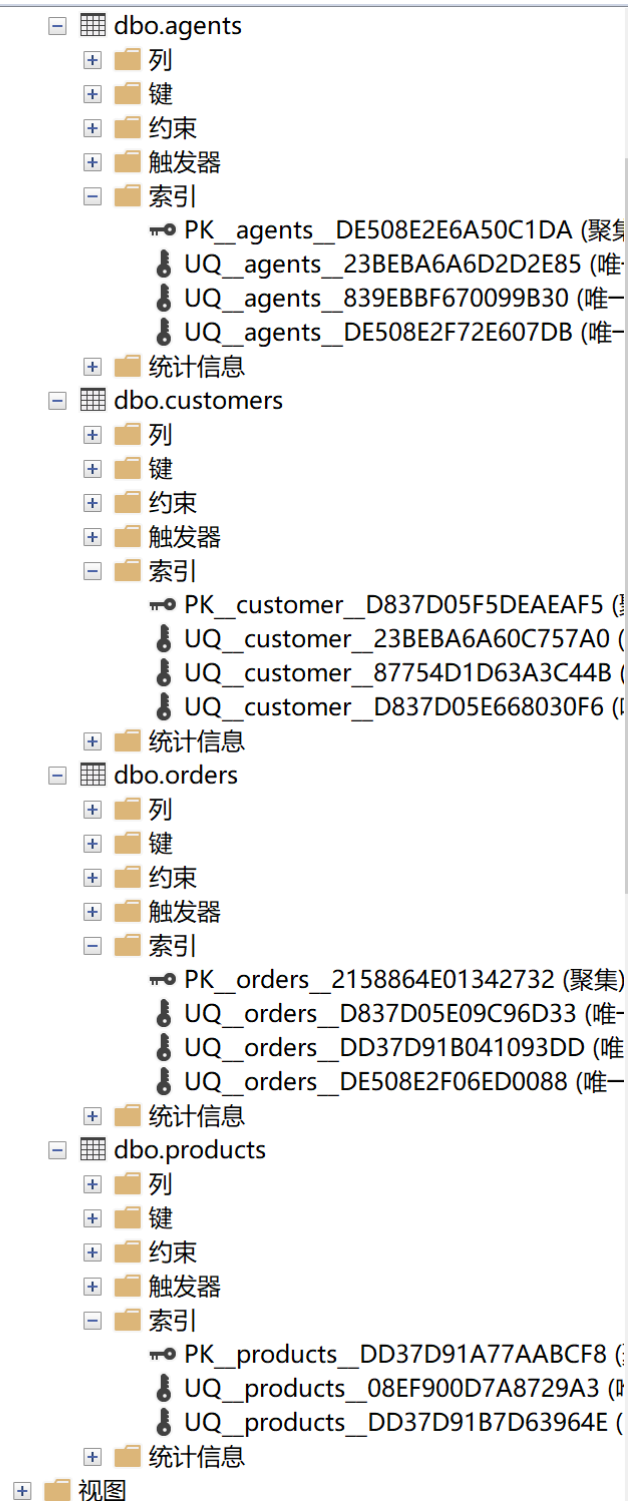 dbo.agents
列
键
约束
触发器
索引
PK__agents__DE508E2E6A50C1DA (聚集
UQ__agents__23BEBA6A6D2D2E85 (唯一
UQ__agents__839EBBF670099B30 (唯一
UQ__agents__DE508E2F72E607DB (唯一
统计信息
dbo.customers
列
键
约束
触发器
索引
PK__customer__D837D05F5DEAEAF5 (
UQ__customer__23BEBA6A60C757A0 (
UQ__customer__87754D1D63A3C44B (
UQ__customer__D837D05E668030F6 (
统计信息
dbo.orders
列
键
约束
触发器
索引
PK__orders__2158864E01342732 (聚集)
UQ__orders__D837D05E09C96D33 (唯一
UQ__orders__DD37D91B041093DD (唯
UQ__orders__DE508E2F06ED0088 (唯一
统计信息
dbo.products
列
键
约束
触发器
索引
PK__products__DD37D91A77AABCF8 (
UQ__products__08EF900D7A8729A3 (
UQ__products__DD37D91B7D63964E (
统计信息
视图